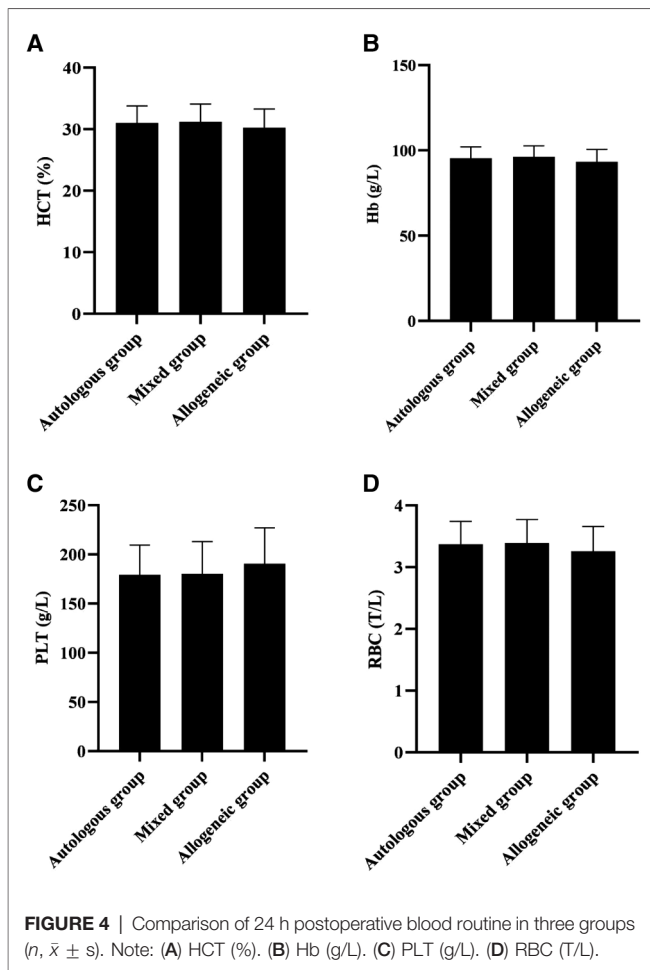 A
HCT (%)
40
30
20
10
0
Autologous group
Mixed group
Allogeneic group
B
Hb (g/L)
150
100
50
0
Autologous group
Mixed group
Allogeneic group
C
PLT (g/L)
250
200
150
100
50
0
Autologous group
Mixed group
Allogeneic group
D
RBC (T/L)
4
3
2
1
0
Autologous group
Mixed group
Allogeneic group
FIGURE 4 | Comparison of 24 h postoperative blood routine in three groups
(n, x̄ ± s). Note: (A) HCT (%). (B) Hb (g/L). (C) PLT (g/L). (D) RBC (T/L).